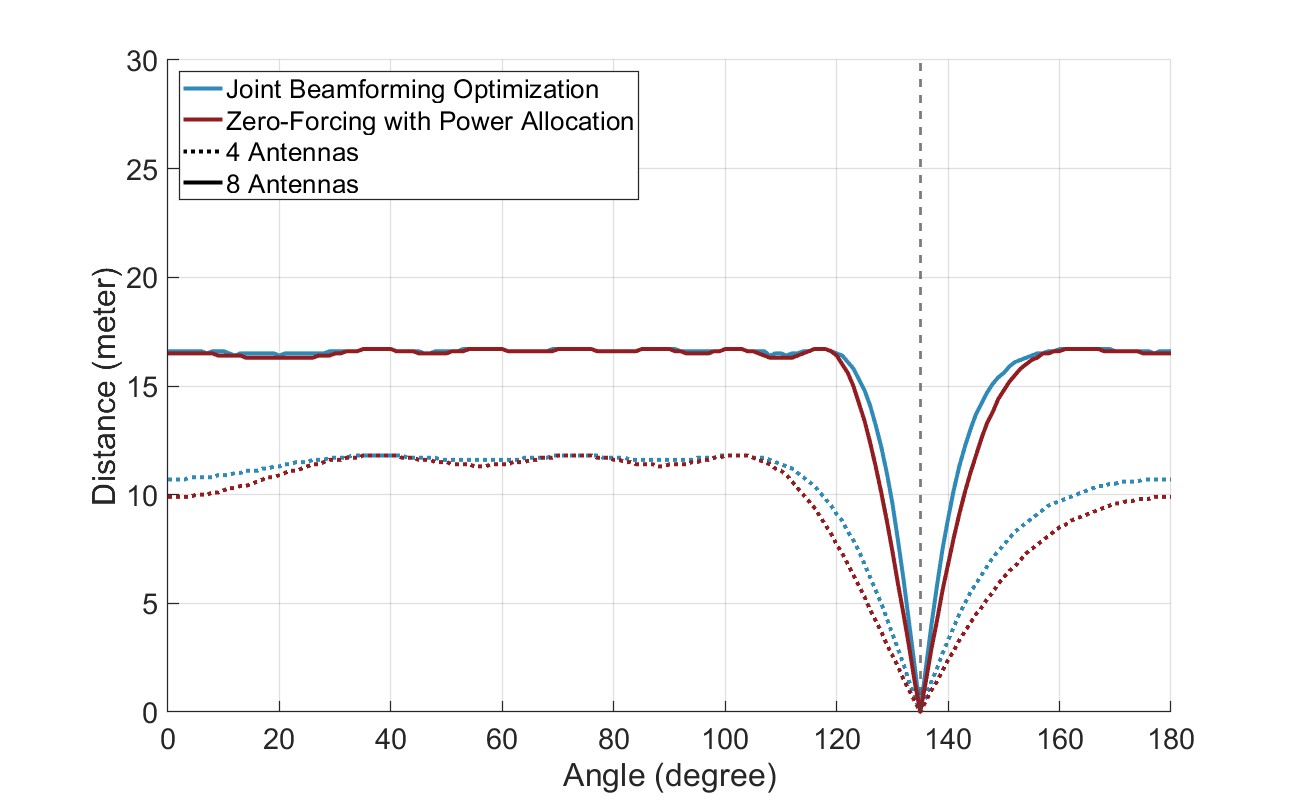 Joint Beamforming Optimization
Zero-Forcing with Power Allocation
4 Antennas
8 Antennas
30
25
20
15
10
5
0
Distance (meter)
0 20 40 60 80 100 120 140 160 180
Angle (degree)